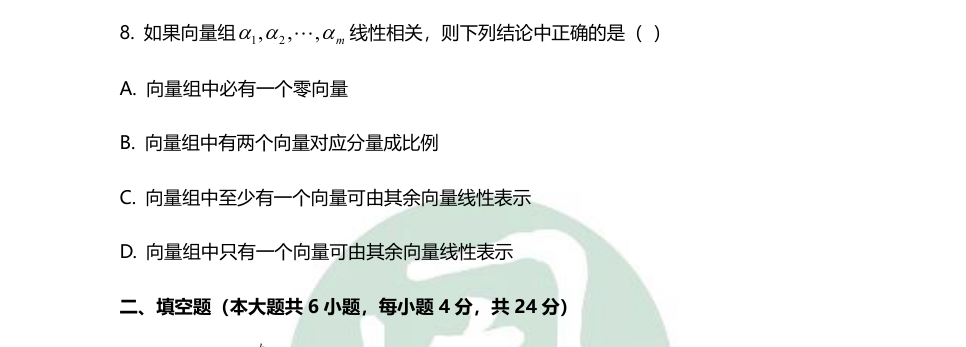 8. 如果向量组 α₁,α₂,⋯,αₘ 线性相关，则下列结论中正确的是（ ）
A. 向量组中必有一个零向量
B. 向量组中有两个向量对应分量成比例
C. 向量组中至少有一个向量可由其余向量线性表示
D. 向量组中只有一个向量可由其余向量线性表示
二、填空题（本大题共 6 小题，每小题 4 分，共 24 分）